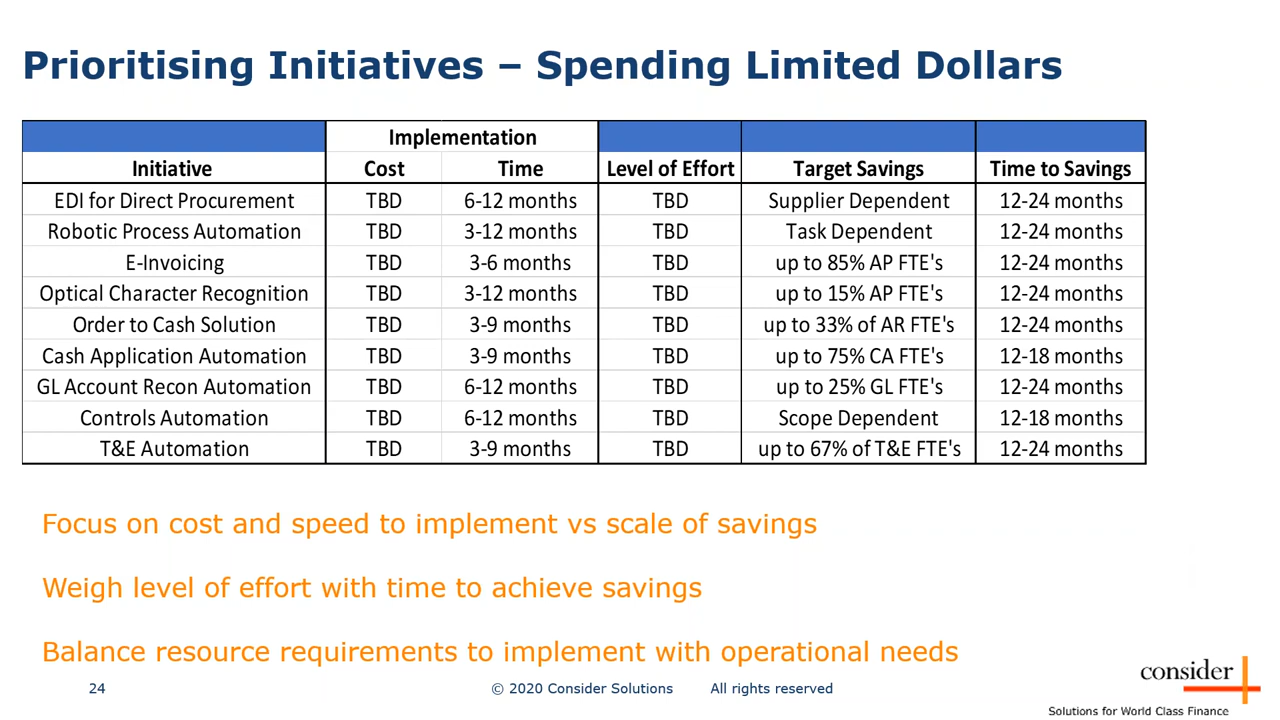 Prioritising Initiatives – Spending Limited Dollars
Implementation
Initiative Cost Time Level of Effort Target Savings Time to Savings
EDI for Direct Procurement TBD 6-12 months TBD Supplier Dependent 12-24 months
Robotic Process Automation TBD 3-12 months TBD Task Dependent 12-24 months
E-Invoicing TBD 3-6 months TBD up to 85% AP FTE's 12-24 months
Optical Character Recognition TBD 3-12 months TBD up to 15% AP FTE's 12-24 months
Order to Cash Solution TBD 3-9 months TBD up to 33% of AR FTE's 12-24 months
Cash Application Automation TBD 3-9 months TBD up to 75% CA FTE's 12-18 months
GL Account Recon Automation TBD 6-12 months TBD up to 25% GL FTE's 12-24 months
Controls Automation TBD 6-12 months TBD Scope Dependent 12-18 months
T&E Automation TBD 3-9 months TBD up to 67% of T&E FTE's 12-24 months
Focus on cost and speed to implement vs scale of savings
Weigh level of effort with time to achieve savings
Balance resource requirements to implement with operational needs
24 © 2020 Consider Solutions All rights reserved
consider
Solutions for World Class Finance